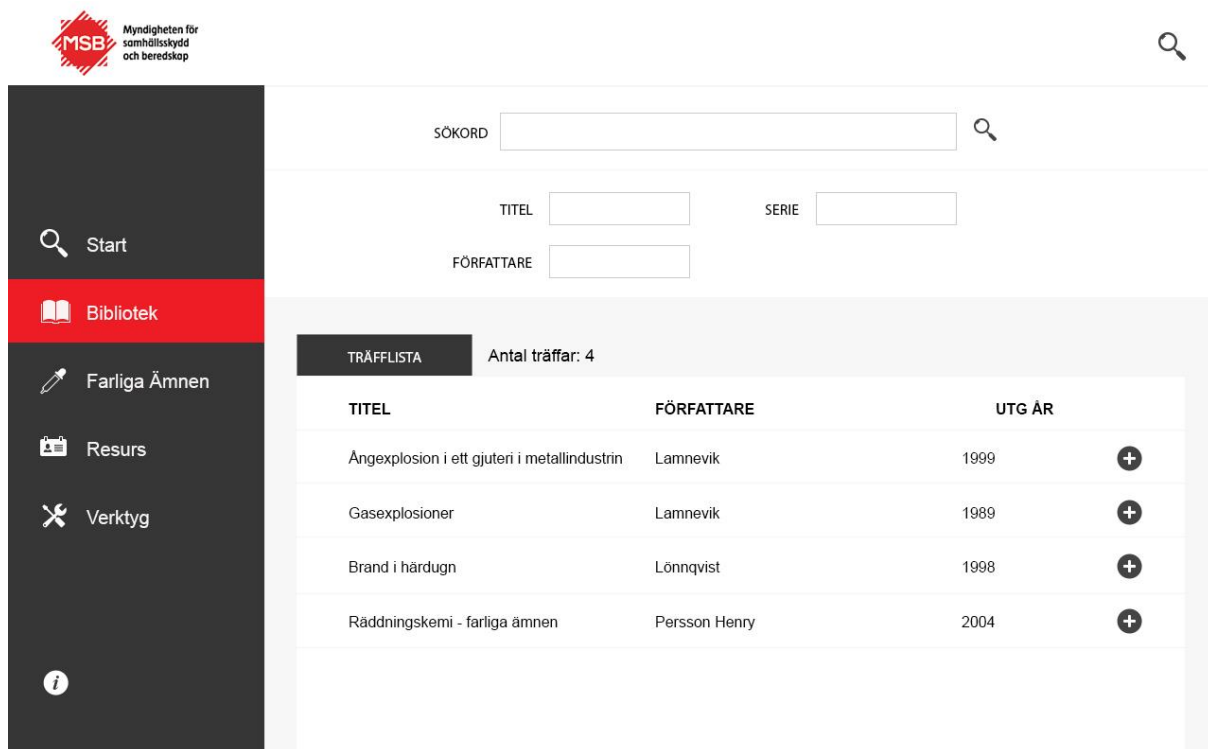 MSB
Myndigheten för
samhällsskydd
och beredskap
SÖKORD
TITEL
SERIE
FÖRFATTARE
Start
Bibliotek
Farliga Ämnen
Resurs
Verktyg
TRÄFFLISTA Antal träffar: 4
TITEL FÖRFATTARE UTG ÅR
Ångexplosion i ett gjuteri i metallindustrin Lamnevik 1999
Gasexplosioner Lamnevik 1989
Brand i härdugn Lönnqvist 1998
Räddningskemi - farliga ämnen Persson Henry 2004
i